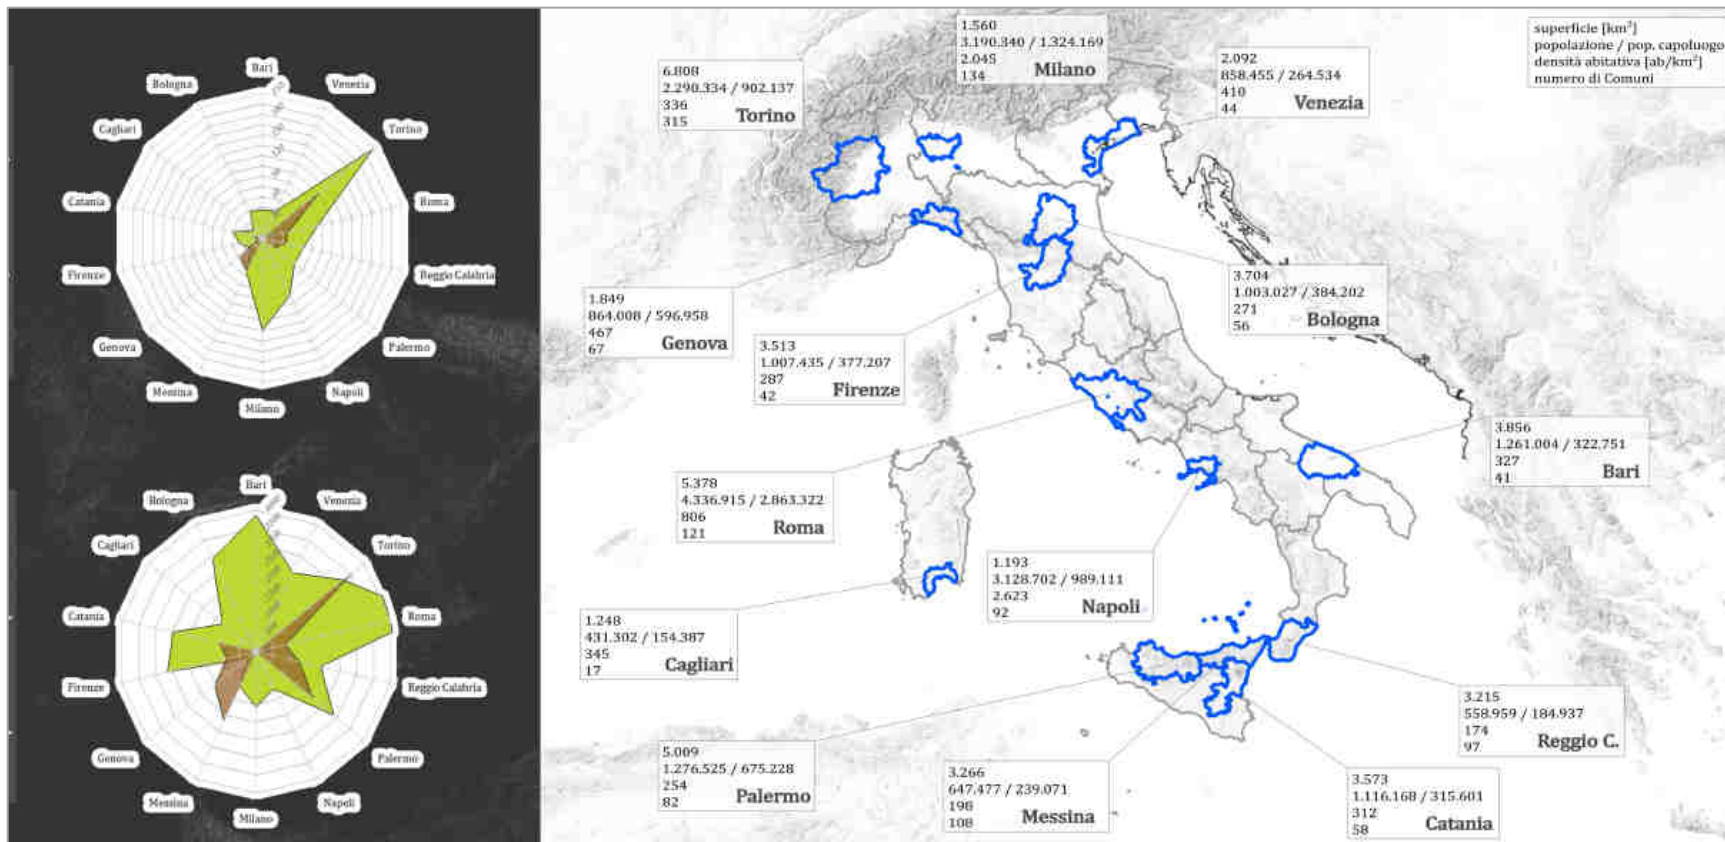 Bari
Bologna
Venezia
Cagliari
Torino
Catania
Roma
Firenze
Reggio Calabria
Genova
Palermo
Messina
Napoli
Milano
Bari
Bologna
Venezia
Cagliari
Torino
Catania
Roma
Firenze
Reggio Calabria
Genova
Palermo
Messina
Napoli
Milano
superficie [km²]
popolazione / pop. capoluogo
densità abitativa [ab/km²]
numero di Comuni
1.560
3.190.340 / 1.324.169
2.045
134
Milano
6.808
2.290.334 / 902.137
336
315
Torino
2.092
858.455 / 264.534
410
44
Venezia
1.849
864.008 / 596.958
467
67
Genova
3.704
1.003.027 / 384.202
271
56
Bologna
3.513
1.007.435 / 377.207
287
42
Firenze
3.856
1.261.004 / 322.751
327
41
Bari
5.378
4.336.915 / 2.863.322
806
121
Roma
1.193
3.128.702 / 989.111
2.623
92
Napoli
1.248
431.302 / 154.387
345
17
Cagliari
3.215
558.959 / 184.937
174
97
Reggio C.
5.009
1.276.525 / 675.228
254
82
Palermo
3.266
647.477 / 239.071
198
108
Messina
3.573
1.116.168 / 315.601
312
58
Catania